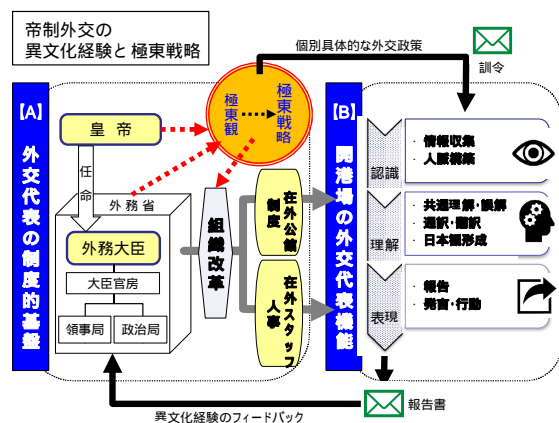 帝制外交の
異文化経験と極東戦略
個別具体的な外交政策
訓令
【A】
外交代表の制度的基盤
皇帝
任命
外務省
外務大臣
大臣官房
領事局
政治局
極東観
極東戦略
組織改革
在外公館
制度
在外スタッフ
人事
【B】
開港場の外交代表機能
認識
・ 情報収集
・ 人脈構築
理解
・ 共通理解・誤解
・ 通訳・翻訳
・ 日本観形成
表現
・ 報告
・ 発言・行動
報告書
異文化経験のフィードバック